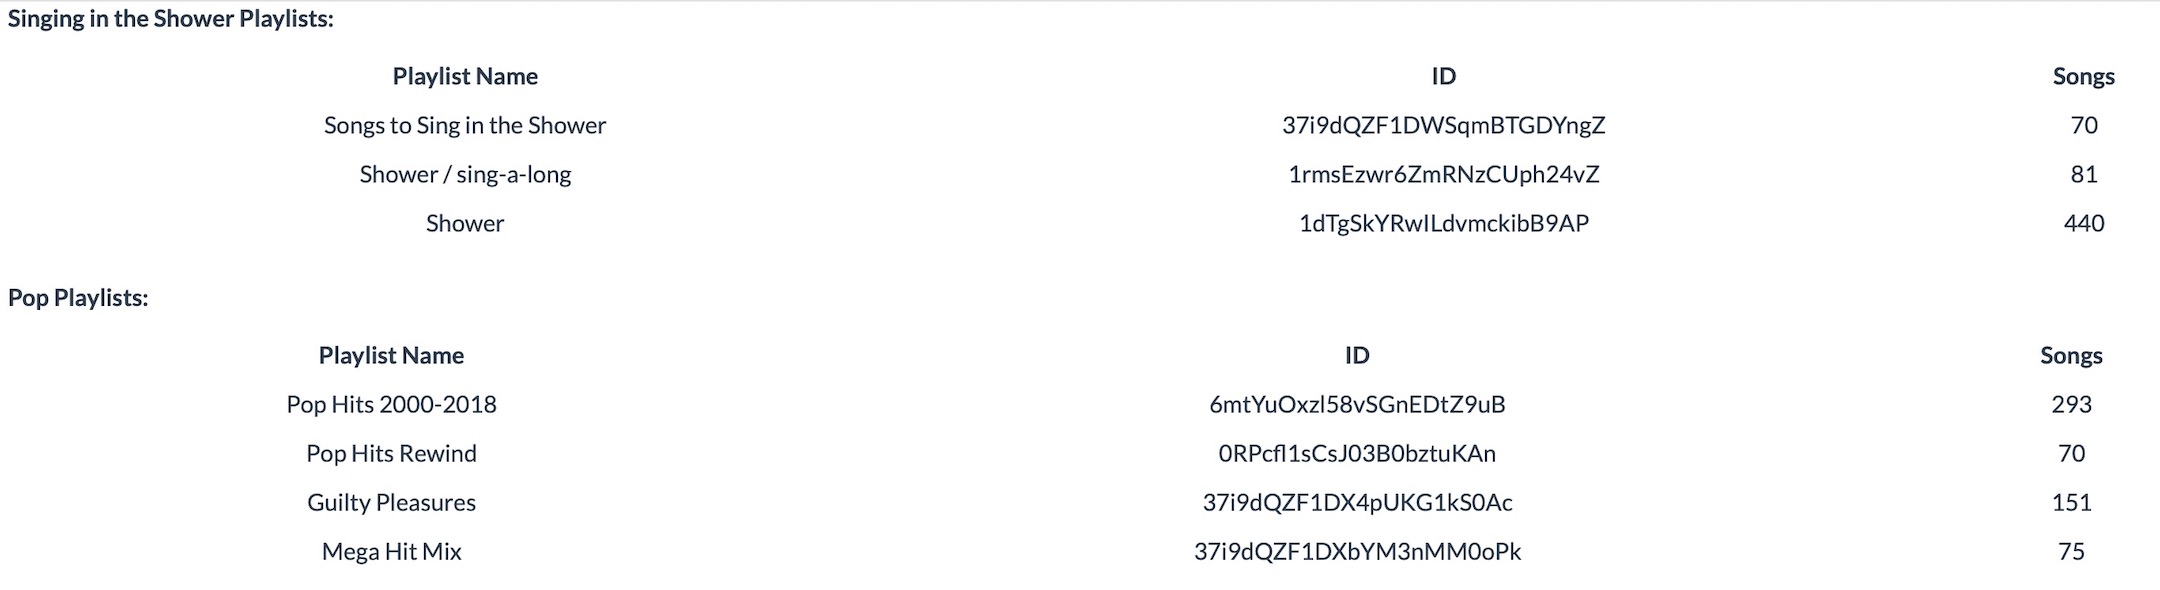 Singing in the Shower Playlists:
Playlist Name ID Songs
Songs to Sing in the Shower 37i9dQZF1DWSqmBTGDYngZ 70
Shower / sing-a-long 1rmsEzwr6ZmRNzCUph24vZ 81
Shower 1dTgSkYRwILdvmckibB9AP 440
Pop Playlists:
Playlist Name ID Songs
Pop Hits 2000-2018 6mtYuOxzl58vSGnEDtZ9uB 293
Pop Hits Rewind 0RPcfl1sCsJ03B0bztuKAn 70
Guilty Pleasures 37i9dQZF1DX4pUKG1kS0Ac 151
Mega Hit Mix 37i9dQZF1DXbYM3nMM0oPk 75